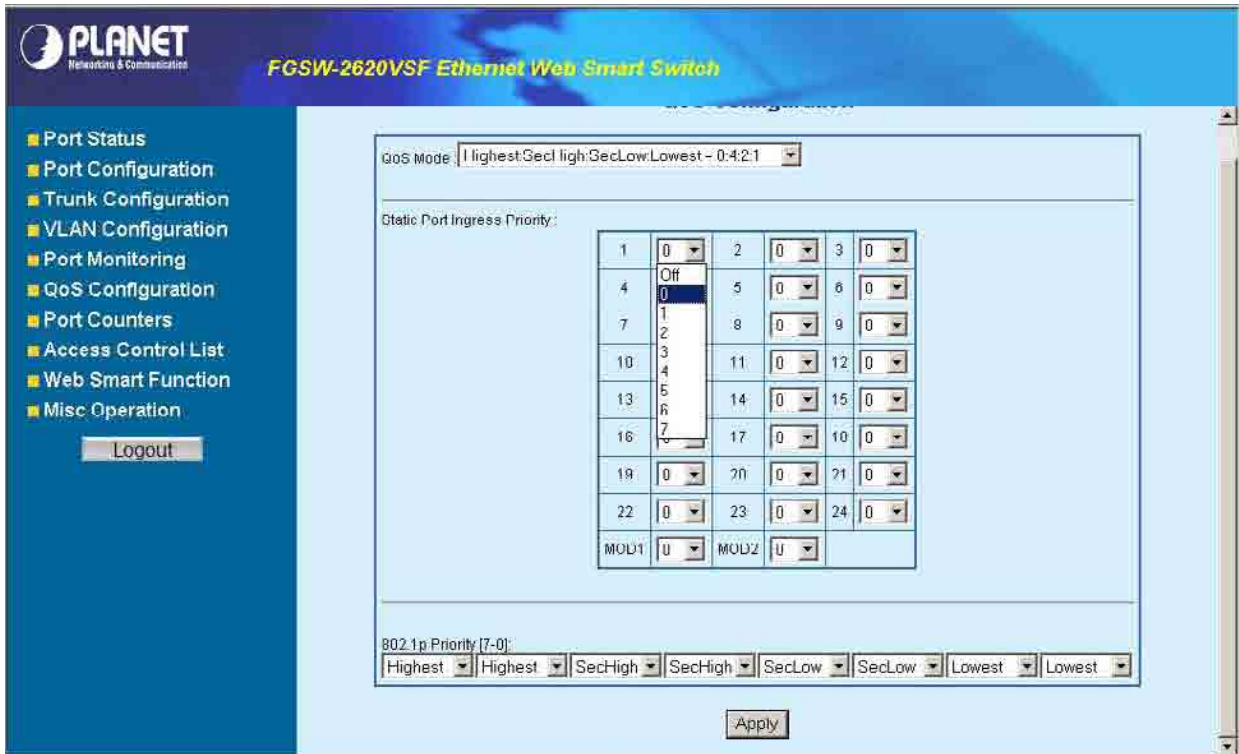 PLANET
Networking & Communication
FGSW-2620VSF Ethernet Web Smart Switch
Port Status
Port Configuration
Trunk Configuration
VLAN Configuration
Port Monitoring
QoS Configuration
Port Counters
Access Control List
Web Smart Function
Misc Operation
Logout
QoS Mode : Highest:SecHigh:SecLow:Lowest - 8:4:2:1
Static Port Ingress Priority :
1 0 2 0 3 0
Off
0
1
2
3
4
5
6
7
4 5 0 6 0
7 8 0 9 0
10 11 0 12 0
13 14 0 15 0
16 17 0 18 0
19 0 20 0 21 0
22 0 23 0 24 0
MOD1 0 MOD2 0
802.1p Priority [7-0]:
Highest Highest SecHigh SecHigh SecLow SecLow Lowest Lowest
Apply